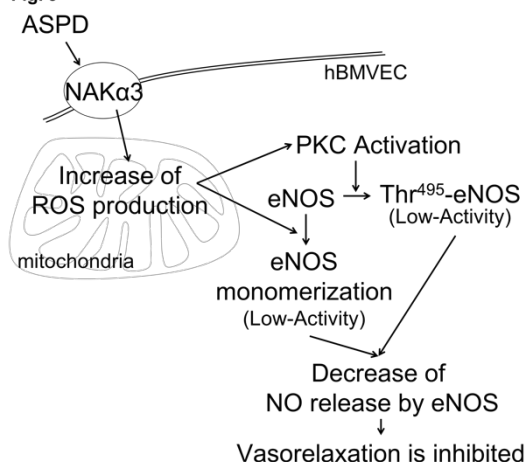 ASPD
hBMVEC
NAKα3
PKC Activation
Increase of
ROS production
eNOS
Thr495-eNOS
(Low-Activity)
mitochondria
eNOS
monomerization
(Low-Activity)
Decrease of
NO release by eNOS
Vasorelaxation is inhibited